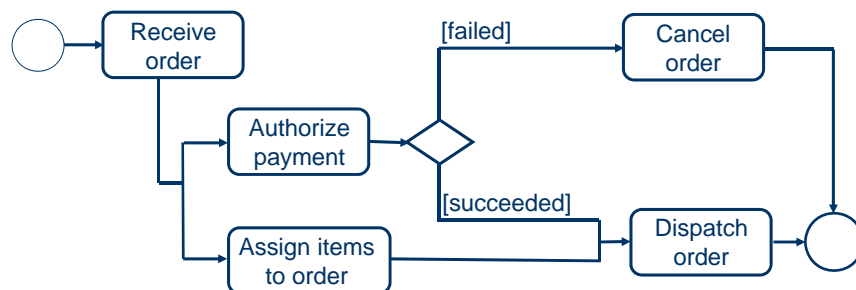 Receive
order
[failed]
Cancel
order
Authorize
payment
[succeeded]
Assign items
to order
Dispatch
order